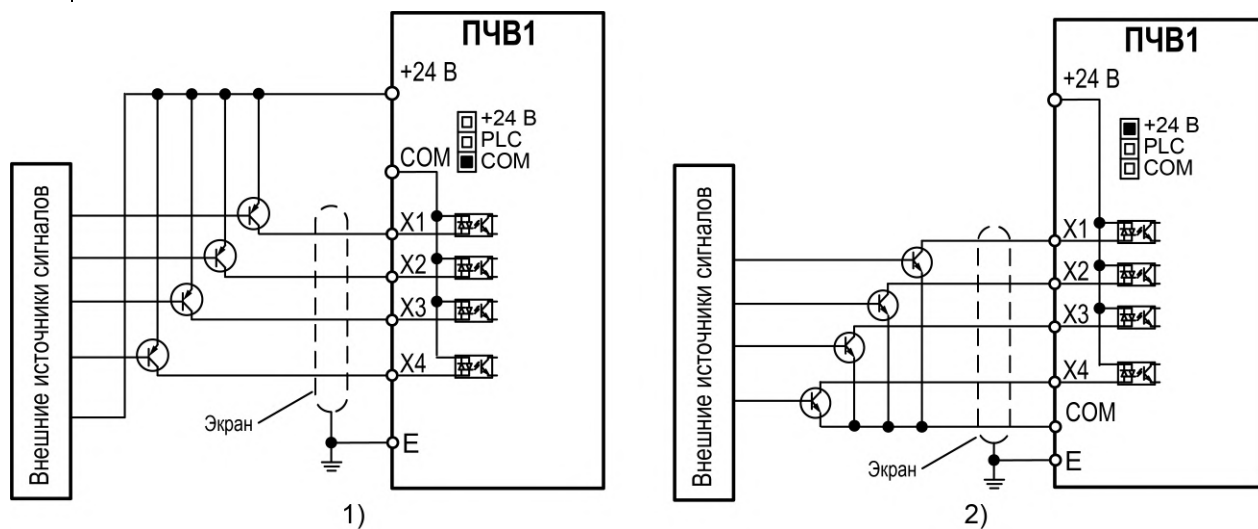 ПЧВ1
+24 В
+24 В
PLC
COM
COM
X1
X2
X3
X4
Внешние источники сигналов
Экран
E
1)
ПЧВ1
+24 В
+24 В
PLC
COM
X1
X2
X3
X4
COM
Внешние источники сигналов
Экран
E
2)